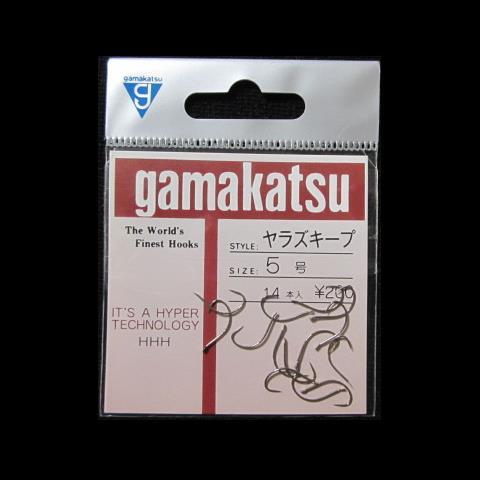 gamakatsu
g
gamakatsu
The World's
Finest Hooks
STYLE: ヤラズキープ
SIZE: 5 号
14 本入 ¥200
IT'S A HYPER
TECHNOLOGY
HHH